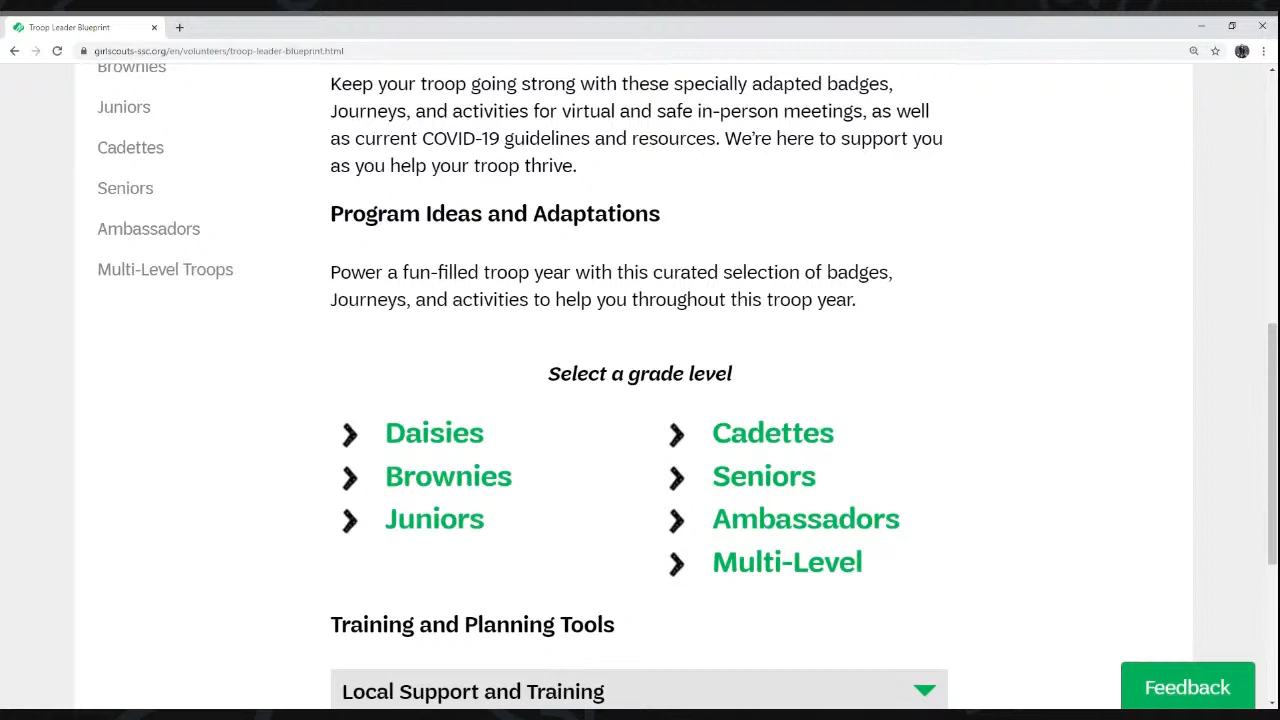 Troop Leader Blueprint
girlscouts-ssc.org/en/volunteers/troop-leader-blueprint.html
Brownies
Juniors
Cadettes
Seniors
Ambassadors
Multi-Level Troops
Keep your troop going strong with these specially adapted badges,
Journeys, and activities for virtual and safe in-person meetings, as well
as current COVID-19 guidelines and resources. We’re here to support you
as you help your troop thrive.
Program Ideas and Adaptations
Power a fun-filled troop year with this curated selection of badges,
Journeys, and activities to help you throughout this troop year.
Select a grade level
Daisies
Brownies
Juniors
Cadettes
Seniors
Ambassadors
Multi-Level
Training and Planning Tools
Local Support and Training
Feedback